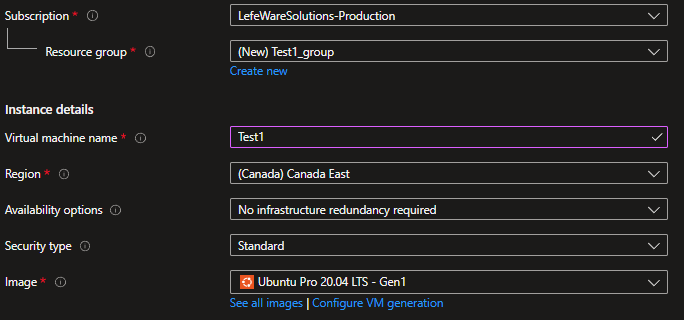 Subscription * LefeWareSolutions-Production
Resource group * (New) Test1_group
Create new
Instance details
Virtual machine name * Test1
Region * (Canada) Canada East
Availability options No infrastructure redundancy required
Security type Standard
Image * Ubuntu Pro 20.04 LTS - Gen1
See all images | Configure VM generation